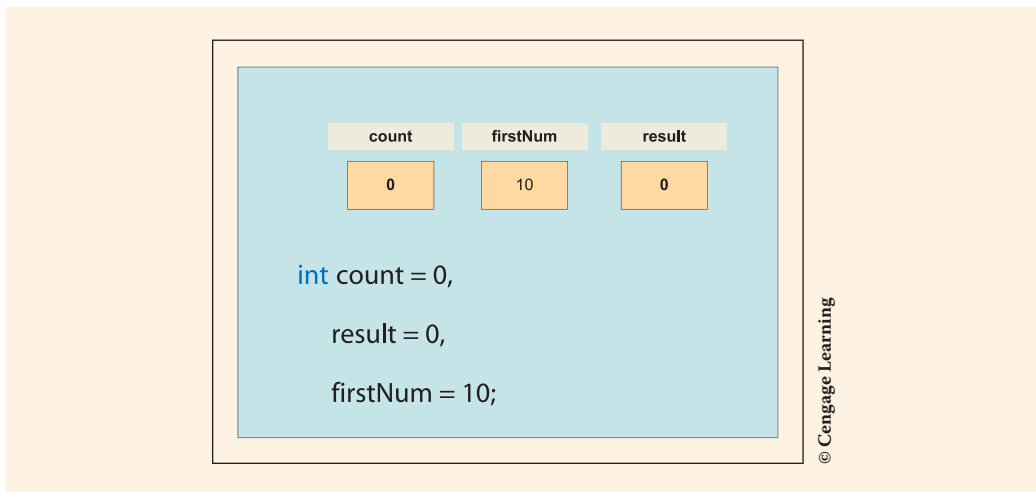 count firstNum result
0 10 0
int count = 0,
result = 0,
firstNum = 10;
© Cengage Learning